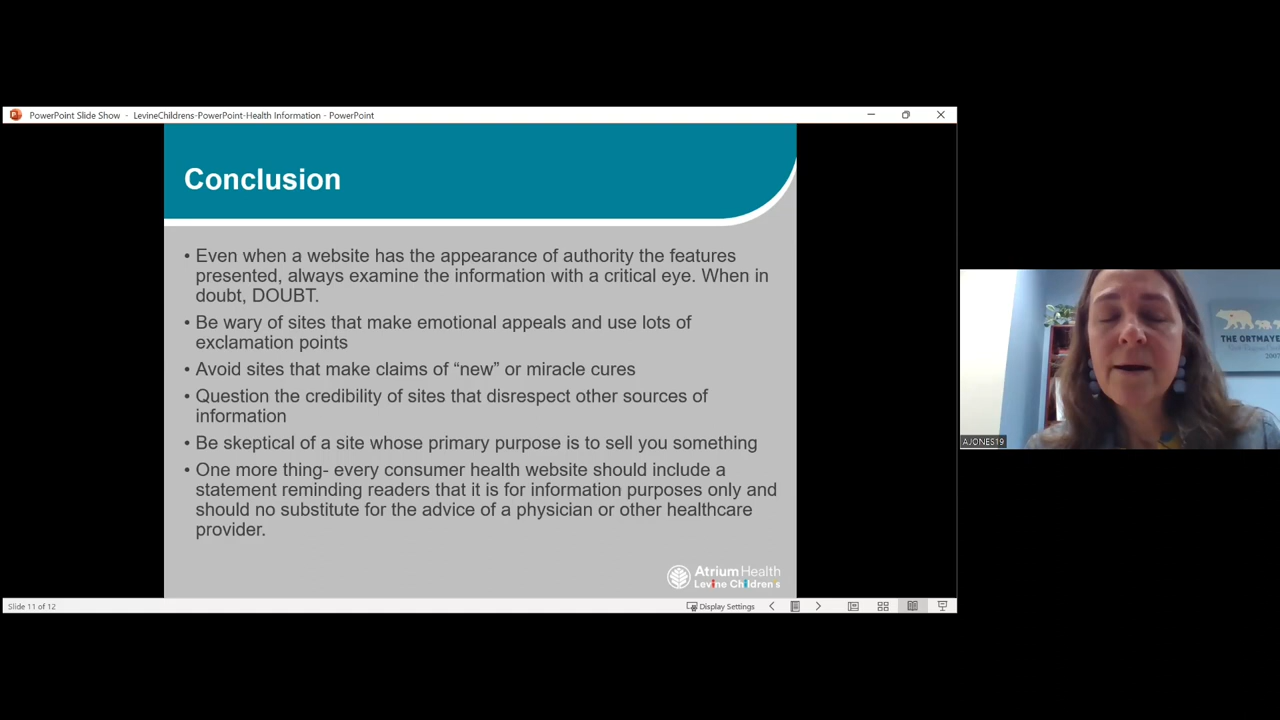 PowerPoint Slide Show - LevineChildrens-PowerPoint-Health Information - PowerPoint
Conclusion
• Even when a website has the appearance of authority the features
presented, always examine the information with a critical eye. When in
doubt, DOUBT.
• Be wary of sites that make emotional appeals and use lots of
exclamation points
• Avoid sites that make claims of “new” or miracle cures
• Question the credibility of sites that disrespect other sources of
information
• Be skeptical of a site whose primary purpose is to sell you something
• One more thing- every consumer health website should include a
statement reminding readers that it is for information purposes only and
should no substitute for the advice of a physician or other healthcare
provider.
Atrium Health
Levine Children's
Slide 11 of 12
Display Settings
THE ORTMAYE
2007
AJONES19